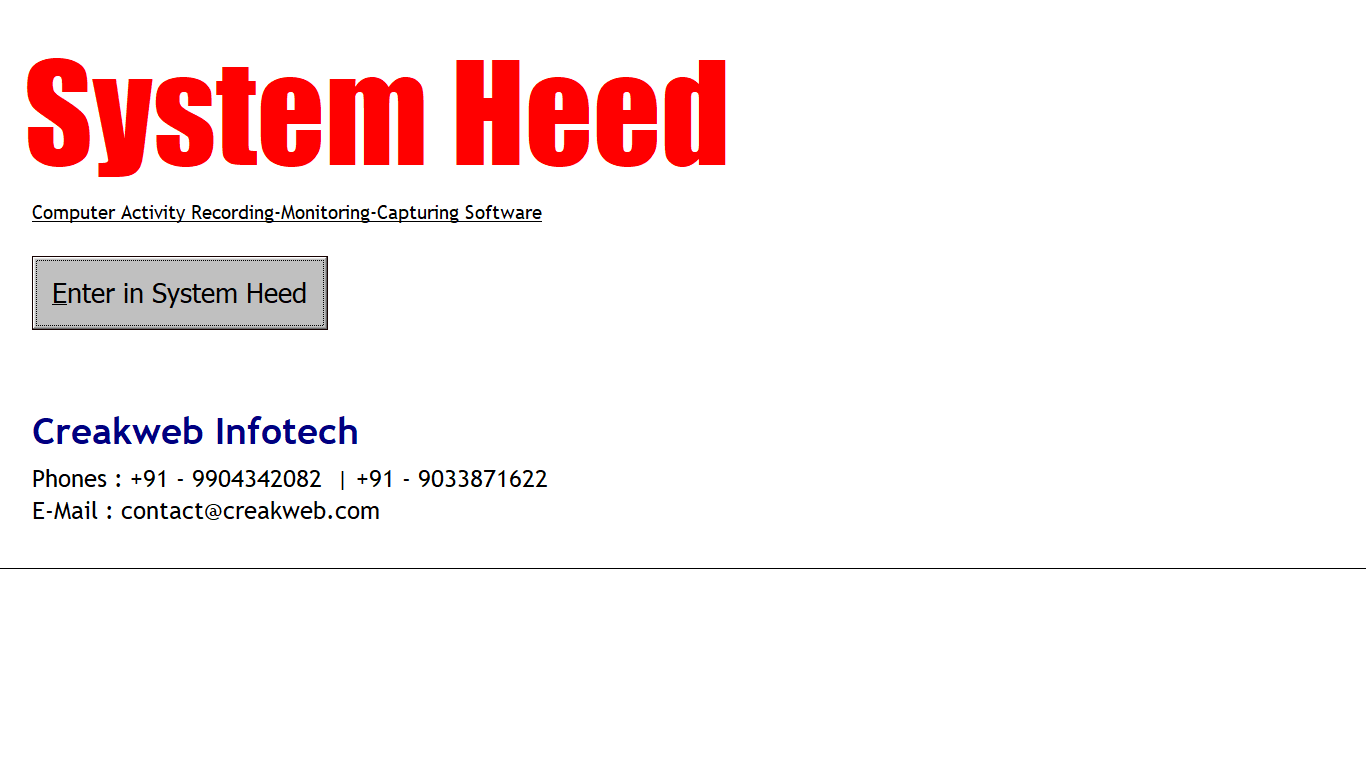 System Heed
Computer Activity Recording-Monitoring-Capturing Software
Enter in System Heed
Creakweb Infotech
Phones : +91 - 9904342082 | +91 - 9033871622
E-Mail : contact@creakweb.com